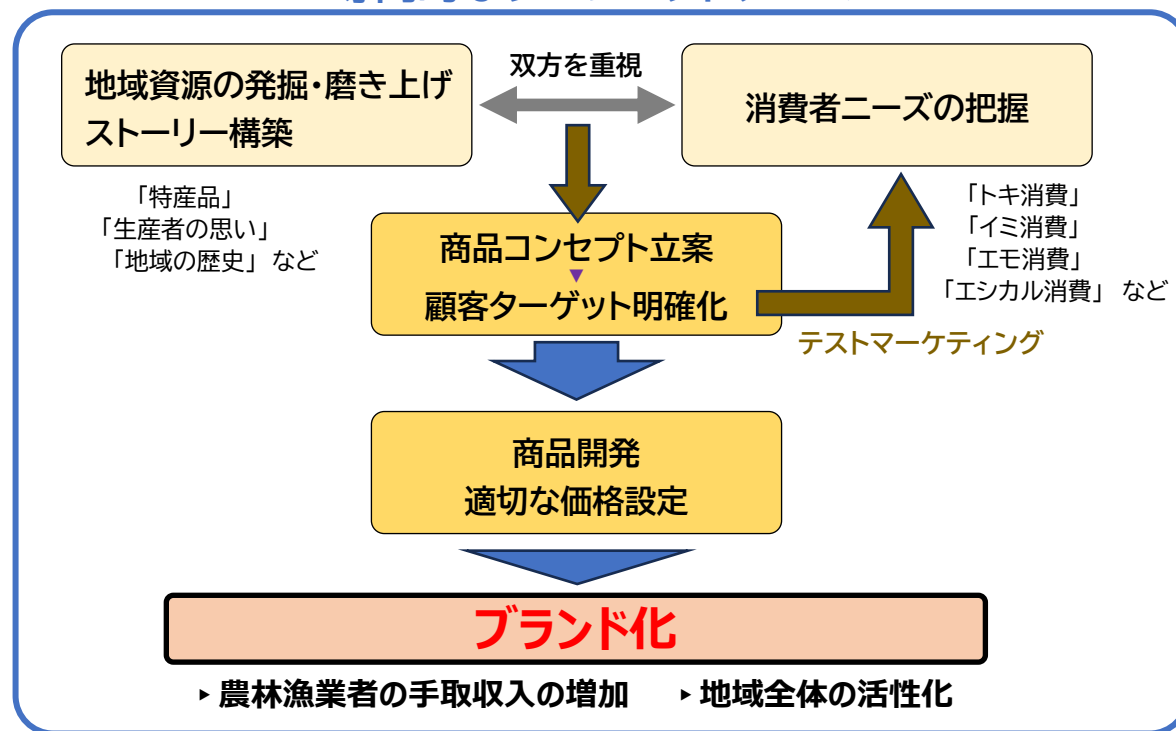 地域資源の発掘・磨き上げ
ストーリー構築
双方を重視
消費者ニーズの把握
「特産品」
「生産者の思い」
「地域の歴史」など
商品コンセプト立案
▼
顧客ターゲット明確化
「トキ消費」
「イミ消費」
「エモ消費」
「エシカル消費」など
テストマーケティング
商品開発
適切な価格設定
ブランド化
▸ 農林漁業者の手取収入の増加
▸ 地域全体の活性化